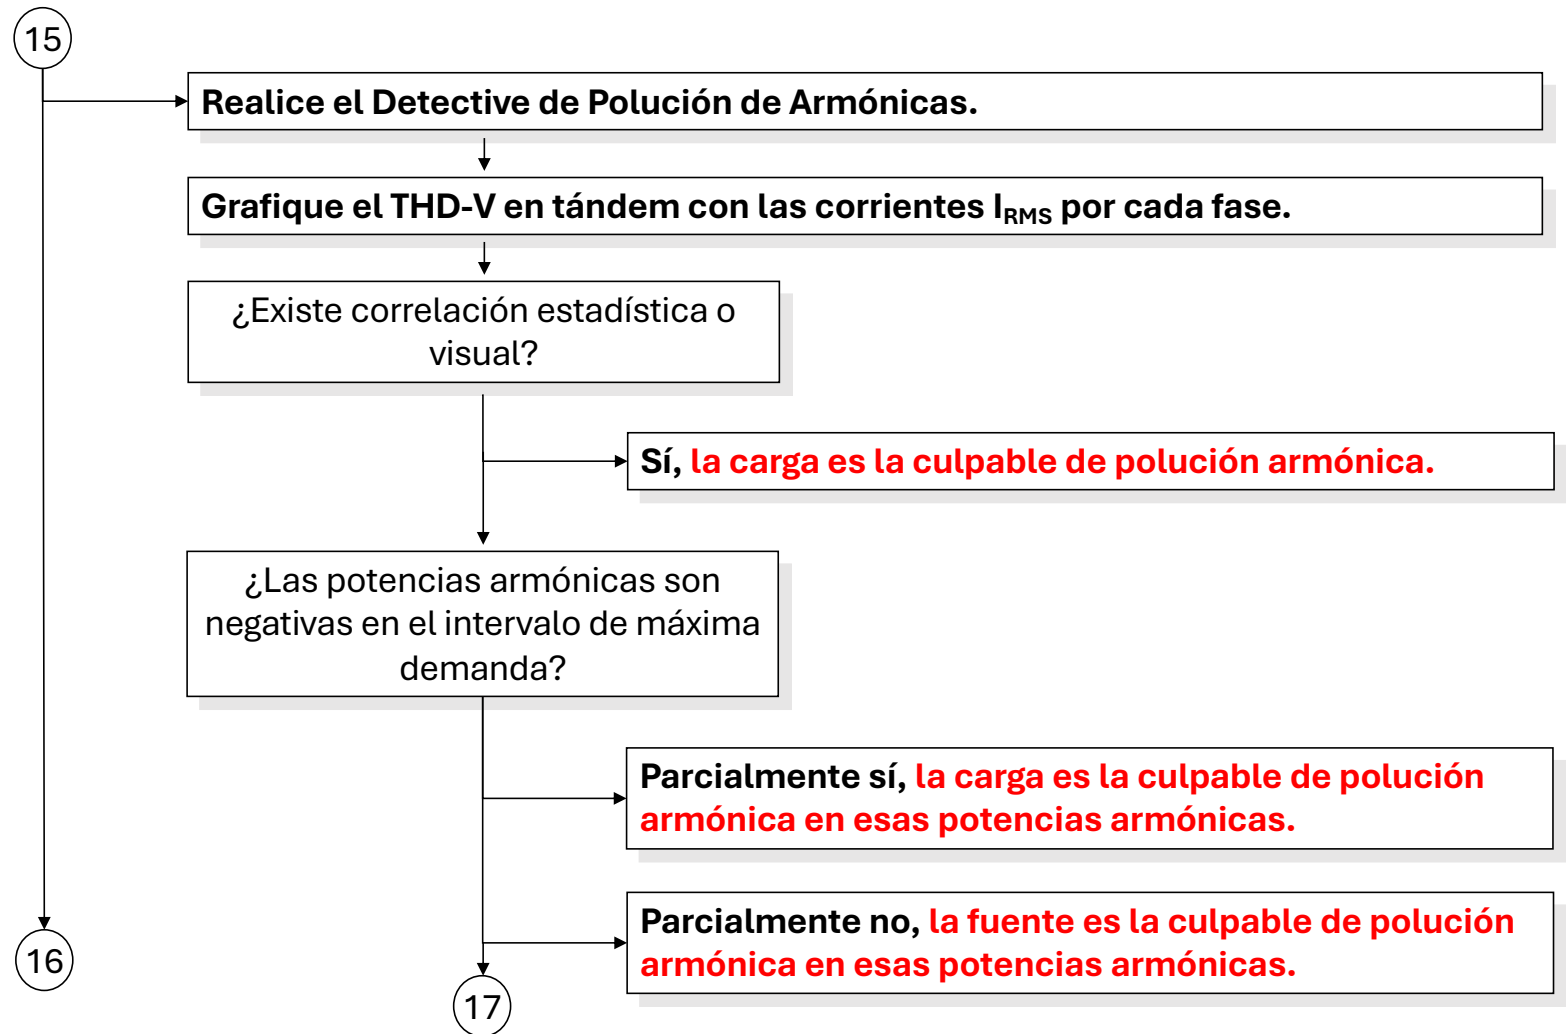 15
Realice el Detective de Polución de Armónicas.
Grafique el THD-V en tándem con las corrientes I_RMS por cada fase.
¿Existe correlación estadística o
visual?
Sí, la carga es la culpable de polución armónica.
¿Las potencias armónicas son
negativas en el intervalo de máxima
demanda?
Parcialmente sí, la carga es la culpable de polución
armónica en esas potencias armónicas.
Parcialmente no, la fuente es la culpable de polución
armónica en esas potencias armónicas.
16
17